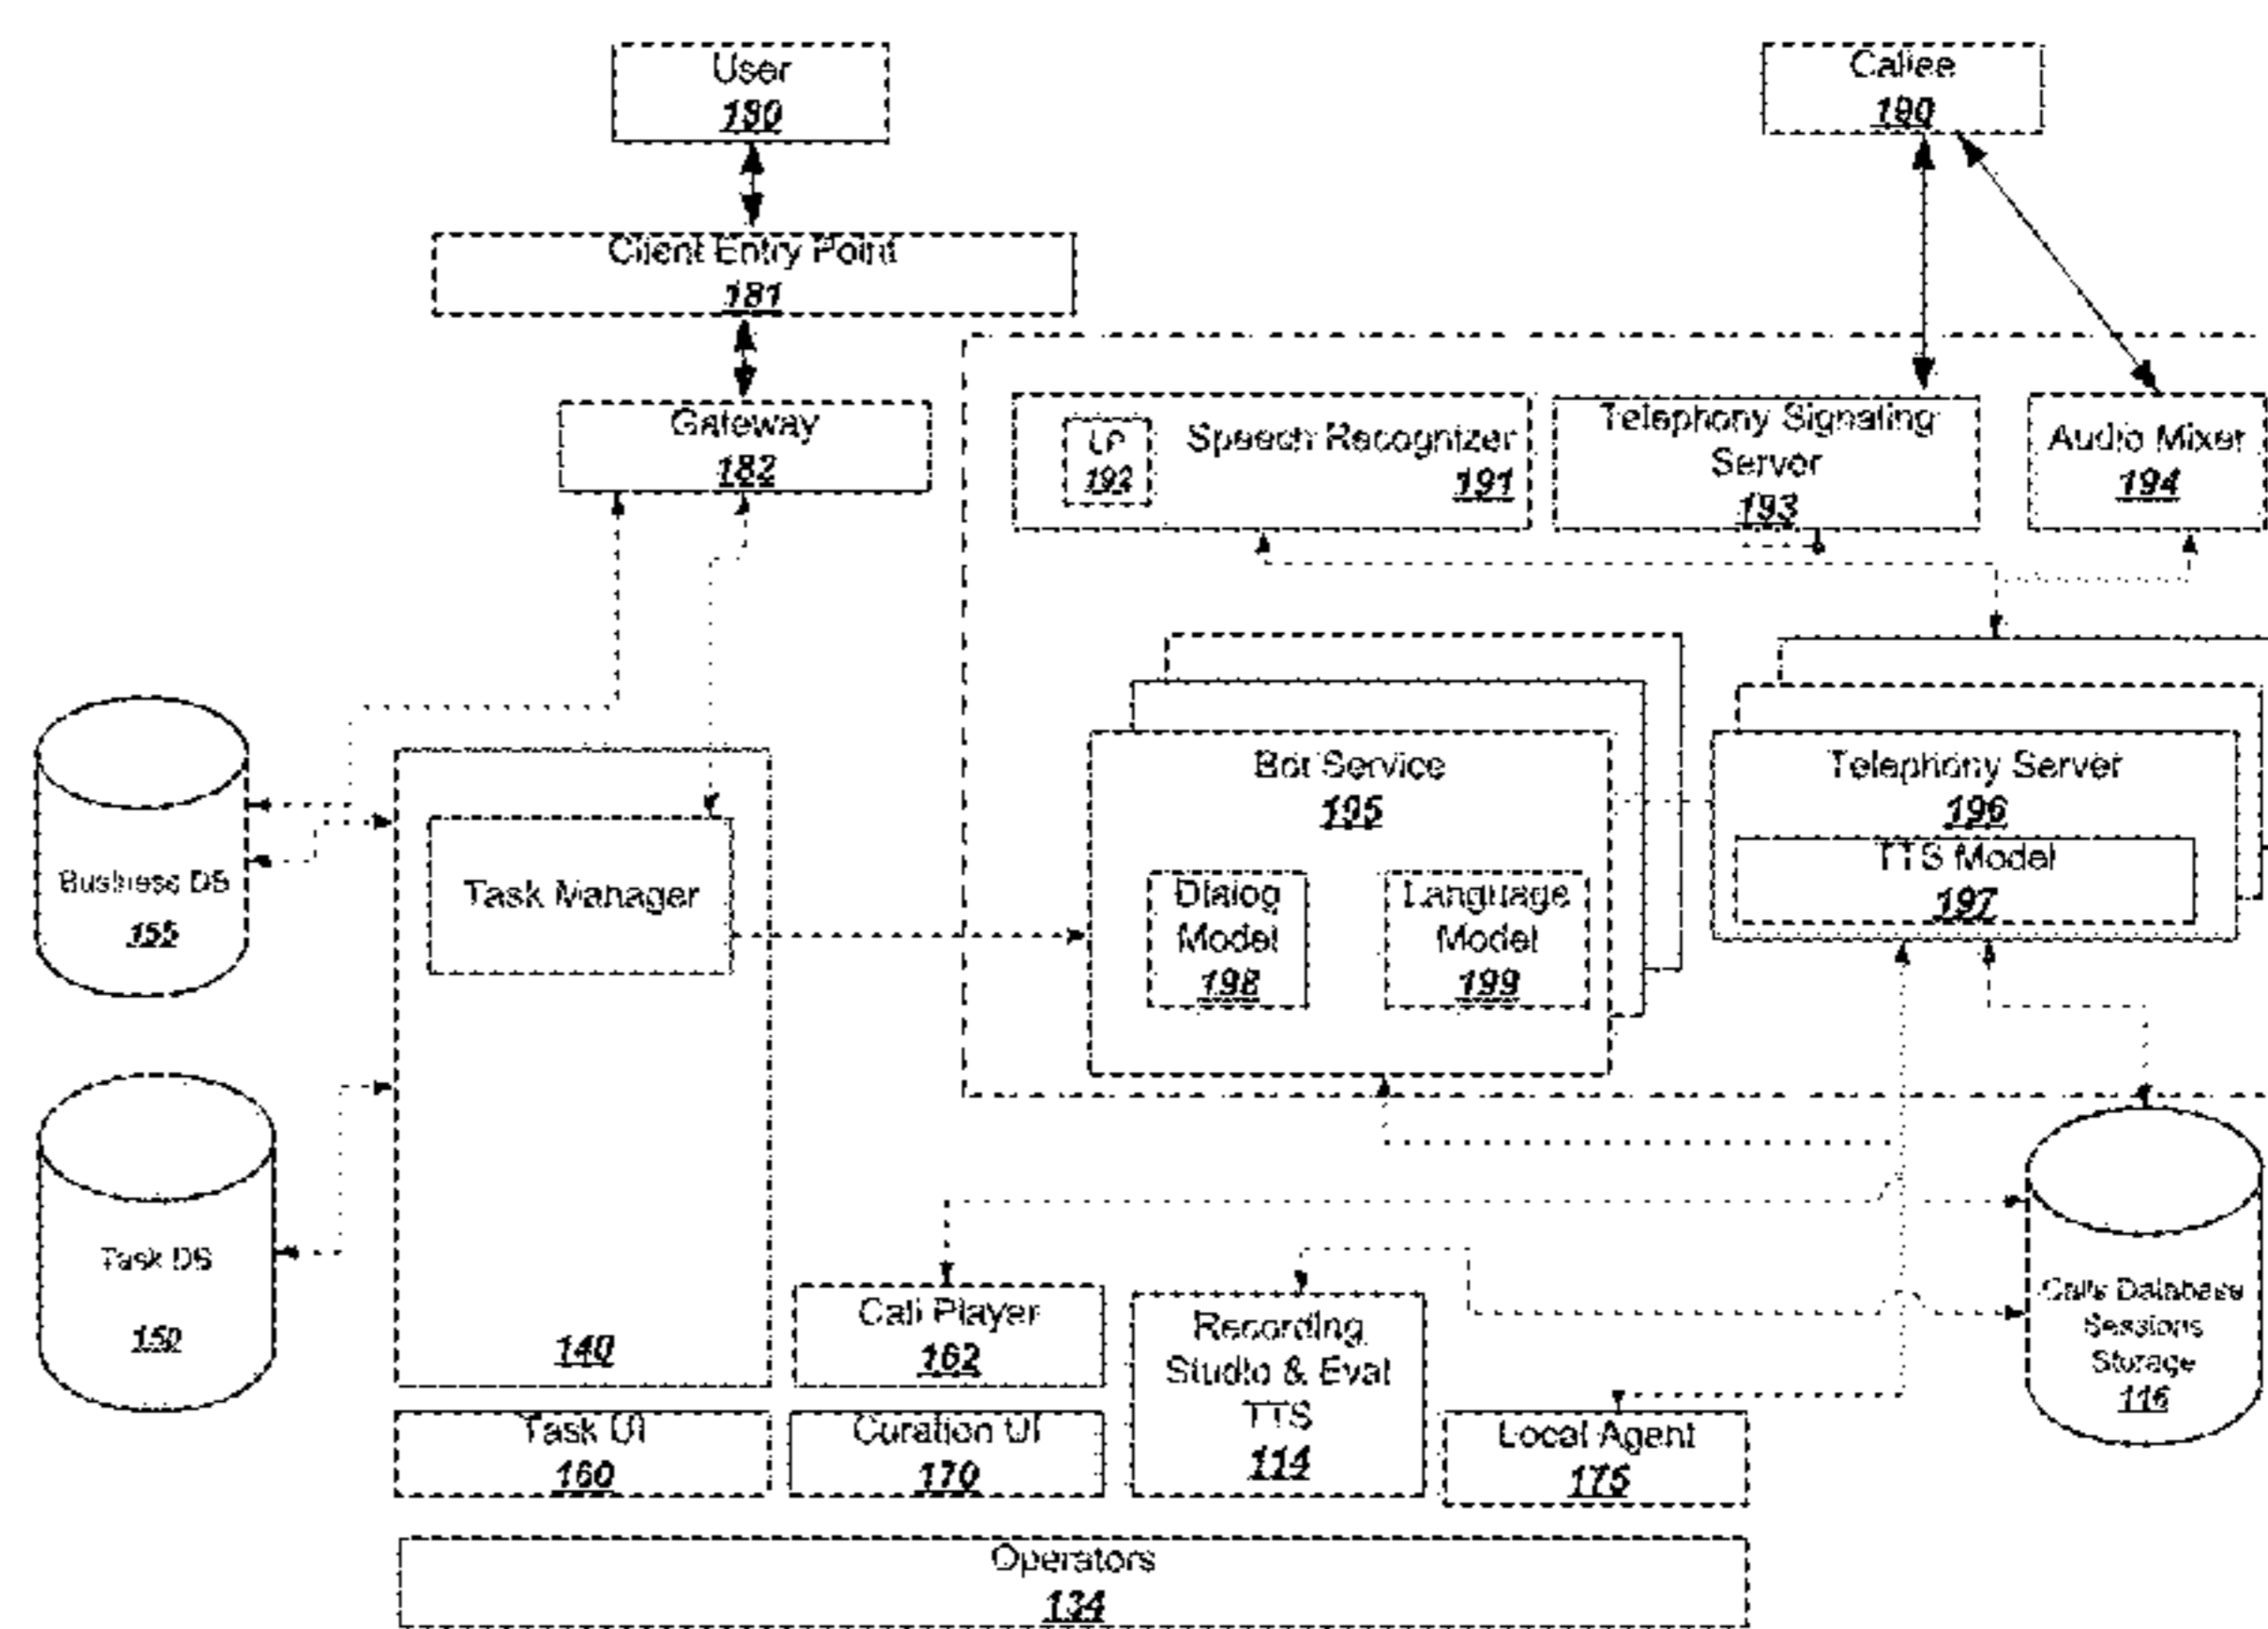 User
180
Callee
190
Client Entry Point
181
Gateway
182
LP
192
Speech Recognizer
191
Telephony Signaling
Server
193
Audio Mixer
194
Business DS
155
Task Manager
Bot Service
195
Dialog
Model
198
Language
Model
199
Telephony Server
196
TTS Model
197
Task DS
150
140
Call Player
162
Recording
Studio & Eval
TTS
114
Calls Database
Sessions
Storage
116
Task UI
160
Curation UI
170
Local Agent
175
Operators
134